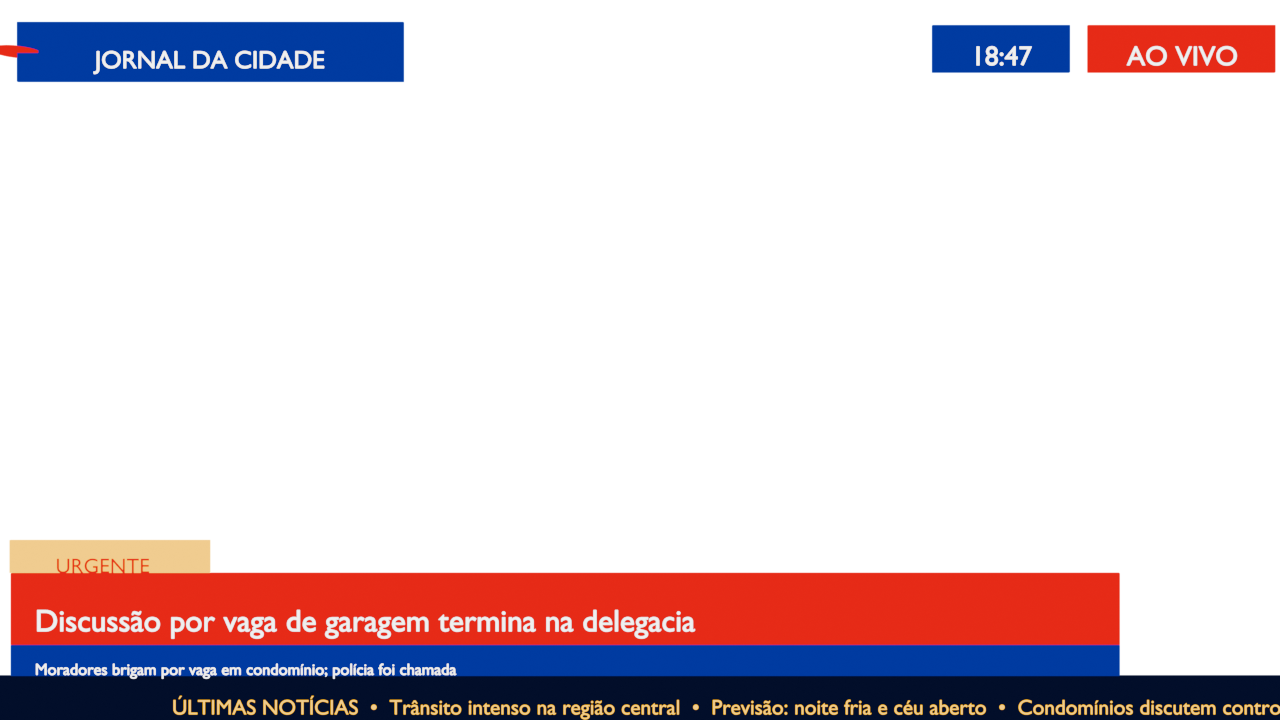 JORNAL DA CIDADE
18:47
AO VIVO
URGENTE
Discussão por vaga de garagem termina na delegacia
Moradores brigam por vaga em condomínio; polícia foi chamada
ÚLTIMAS NOTÍCIAS • Trânsito intenso na região central • Previsão: noite fria e céu aberto • Condomínios discutem contro